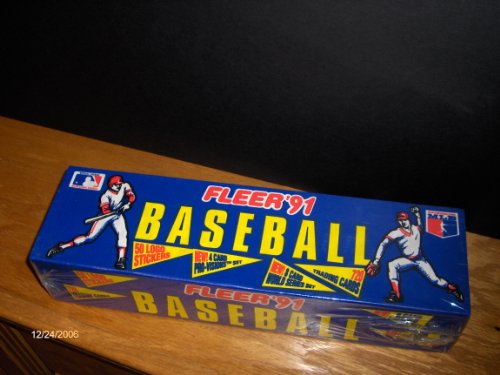 FLEER'91
BASEBALL
50 LOGO
STICKERS
NEW! 4 CARD
PRO-VISIONS™ SET
NEW! 8 CARD
WORLD SERIES SET
720
TRADING CARDS
FLEER'91
BASEBALL
12/24/2006